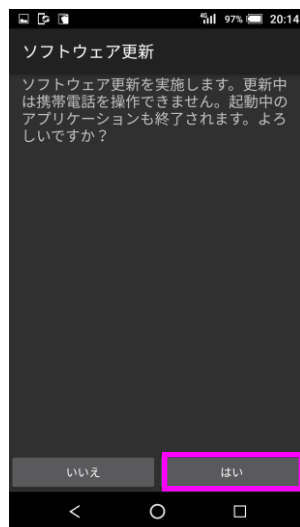 97% 20:14
ソフトウェア更新
ソフトウェア更新を実施します。更新中
は携帯電話を操作できません。起動中の
アプリケーションも終了されます。よろ
しいですか？
いいえ はい